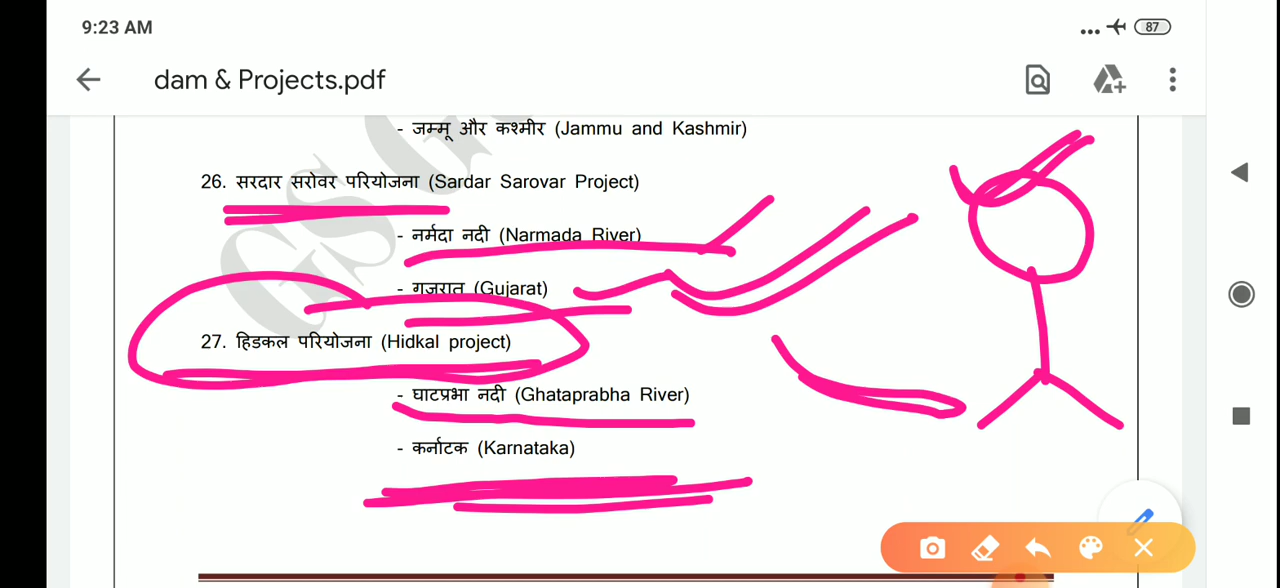 9:23 AM
87
dam & Projects.pdf
- जम्मू और कश्मीर (Jammu and Kashmir)
26. सरदार सरोवर परियोजना (Sardar Sarovar Project)
- नर्मदा नदी (Narmada River)
- गुजरात (Gujarat)
27. हिडकल परियोजना (Hidkal project)
- घाटप्रभा नदी (Ghataprabha River)
- कर्नाटक (Karnataka)
GS G